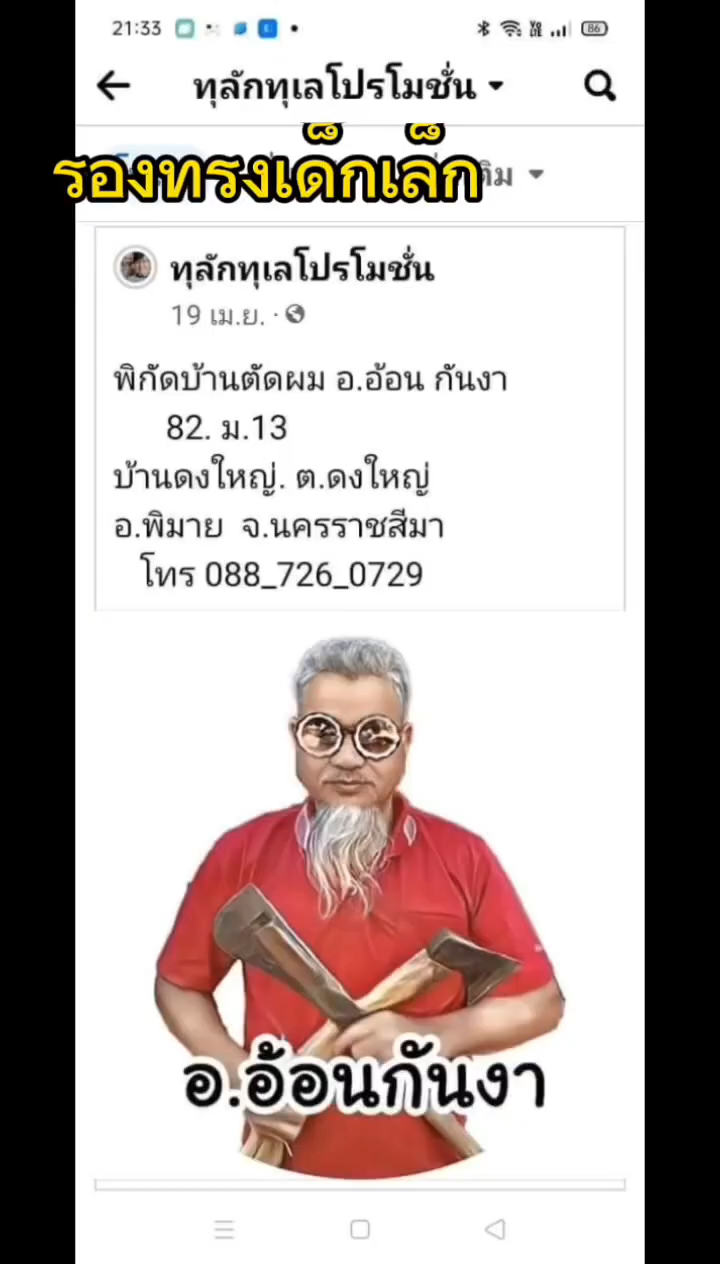 21:33
86
ทุลักทุเลโปรโมชั่น
รองทรงเด็กเล็ก
ทุลักทุเลโปรโมชั่น
19 เม.ย.
พิกัดบ้านตัดผม อ.อ้อน กันงา
82. ม.13
บ้านดงใหญ่. ต.ดงใหญ่
อ.พิมาย จ.นครราชสีมา
โทร 088_726_0729
อ.อ้อนกันงา